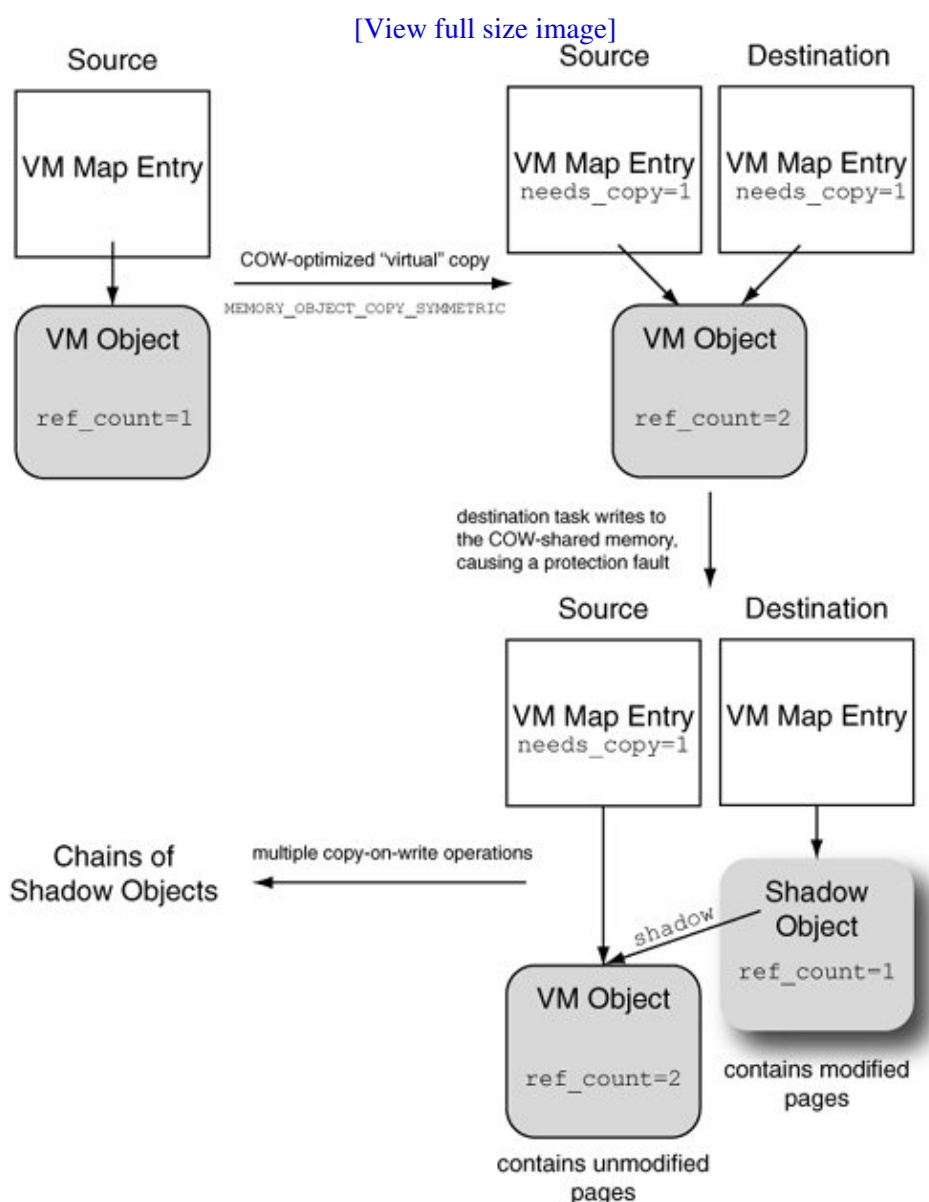 [View full size image]
Source
Source
Destination
VM Map Entry
VM Map Entry
needs_copy=1
VM Map Entry
needs_copy=1
COW-optimized “virtual” copy
MEMORY_OBJECT_COPY_SYMMETRIC
VM Object
ref_count=1
VM Object
ref_count=2
destination task writes to
the COW-shared memory,
causing a protection fault
Source
Destination
VM Map Entry
needs_copy=1
VM Map Entry
Chains of
Shadow Objects
multiple copy-on-write operations
shadow
Shadow
Object
ref_count=1
VM Object
ref_count=2
contains modified
pages
contains unmodified
pages